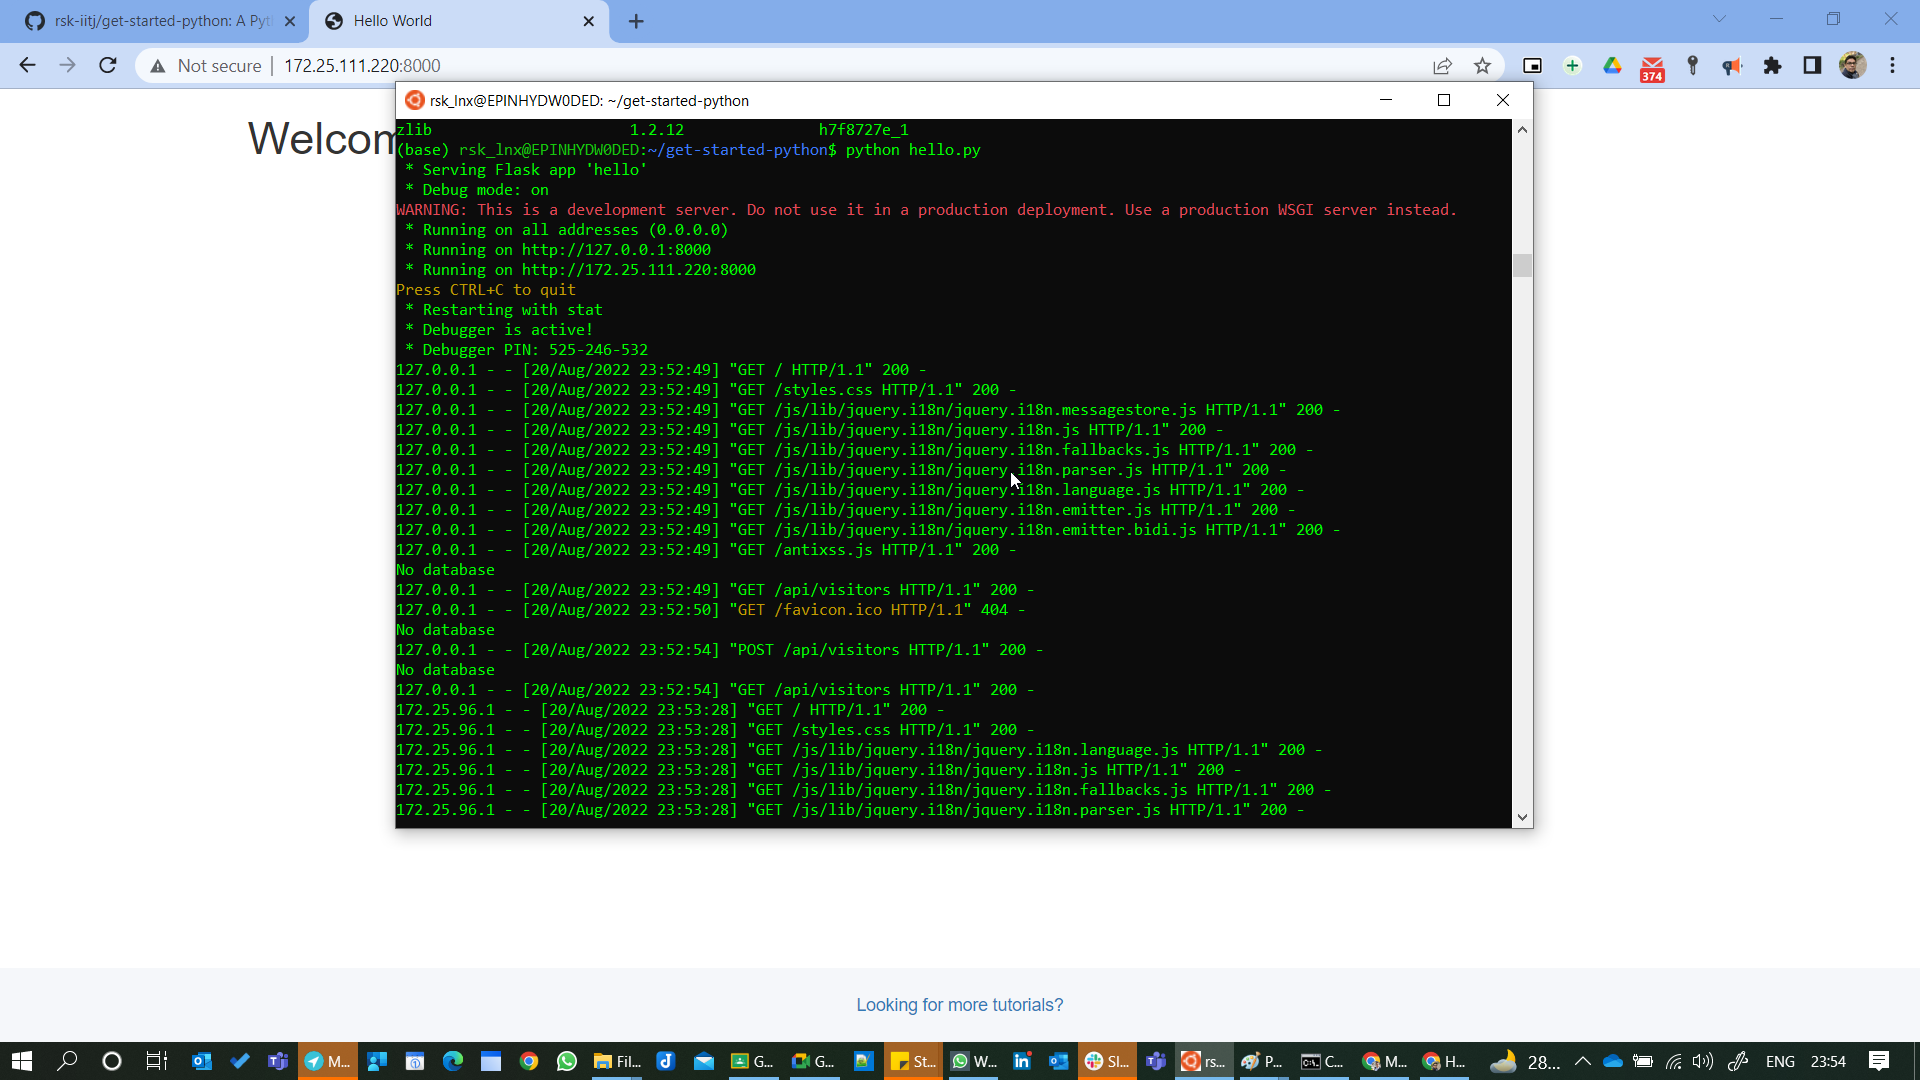 rsk-iitj/get-started-python: A Pyt
Hello World
Not secure
172.25.111.220:8000
374
Welcom
rsk_lnx@EPINHYDW0DED: ~/get-started-python
zlib 1.2.12 h7f8727e_1
(base) rsk_lnx@EPINHYDW0DED:~/get-started-python$ python hello.py
* Serving Flask app 'hello'
* Debug mode: on
WARNING: This is a development server. Do not use it in a production deployment. Use a production WSGI server instead.
* Running on all addresses (0.0.0.0)
* Running on http://127.0.0.1:8000
* Running on http://172.25.111.220:8000
Press CTRL+C to quit
* Restarting with stat
* Debugger is active!
* Debugger PIN: 525-246-532
127.0.0.1 - - [20/Aug/2022 23:52:49] "GET / HTTP/1.1" 200 -
127.0.0.1 - - [20/Aug/2022 23:52:49] "GET /styles.css HTTP/1.1" 200 -
127.0.0.1 - - [20/Aug/2022 23:52:49] "GET /js/lib/jquery.i18n/jquery.i18n.messagestore.js HTTP/1.1" 200 -
127.0.0.1 - - [20/Aug/2022 23:52:49] "GET /js/lib/jquery.i18n/jquery.i18n.js HTTP/1.1" 200 -
127.0.0.1 - - [20/Aug/2022 23:52:49] "GET /js/lib/jquery.i18n/jquery.i18n.fallbacks.js HTTP/1.1" 200 -
127.0.0.1 - - [20/Aug/2022 23:52:49] "GET /js/lib/jquery.i18n/jquery.i18n.parser.js HTTP/1.1" 200 -
127.0.0.1 - - [20/Aug/2022 23:52:49] "GET /js/lib/jquery.i18n/jquery.i18n.language.js HTTP/1.1" 200 -
127.0.0.1 - - [20/Aug/2022 23:52:49] "GET /js/lib/jquery.i18n/jquery.i18n.emitter.js HTTP/1.1" 200 -
127.0.0.1 - - [20/Aug/2022 23:52:49] "GET /js/lib/jquery.i18n/jquery.i18n.emitter.bidi.js HTTP/1.1" 200 -
127.0.0.1 - - [20/Aug/2022 23:52:49] "GET /antixss.js HTTP/1.1" 200 -
No database
127.0.0.1 - - [20/Aug/2022 23:52:49] "GET /api/visitors HTTP/1.1" 200 -
127.0.0.1 - - [20/Aug/2022 23:52:50] "GET /favicon.ico HTTP/1.1" 404 -
No database
127.0.0.1 - - [20/Aug/2022 23:52:54] "POST /api/visitors HTTP/1.1" 200 -
No database
127.0.0.1 - - [20/Aug/2022 23:52:54] "GET /api/visitors HTTP/1.1" 200 -
172.25.96.1 - - [20/Aug/2022 23:53:28] "GET / HTTP/1.1" 200 -
172.25.96.1 - - [20/Aug/2022 23:53:28] "GET /styles.css HTTP/1.1" 200 -
172.25.96.1 - - [20/Aug/2022 23:53:28] "GET /js/lib/jquery.i18n/jquery.i18n.language.js HTTP/1.1" 200 -
172.25.96.1 - - [20/Aug/2022 23:53:28] "GET /js/lib/jquery.i18n/jquery.i18n.js HTTP/1.1" 200 -
172.25.96.1 - - [20/Aug/2022 23:53:28] "GET /js/lib/jquery.i18n/jquery.i18n.fallbacks.js HTTP/1.1" 200 -
172.25.96.1 - - [20/Aug/2022 23:53:28] "GET /js/lib/jquery.i18n/jquery.i18n.parser.js HTTP/1.1" 200 -
Looking for more tutorials?
M... Fil... G... G... St... W... Sl... rs... P... C... M... H... 28... ENG 23:54